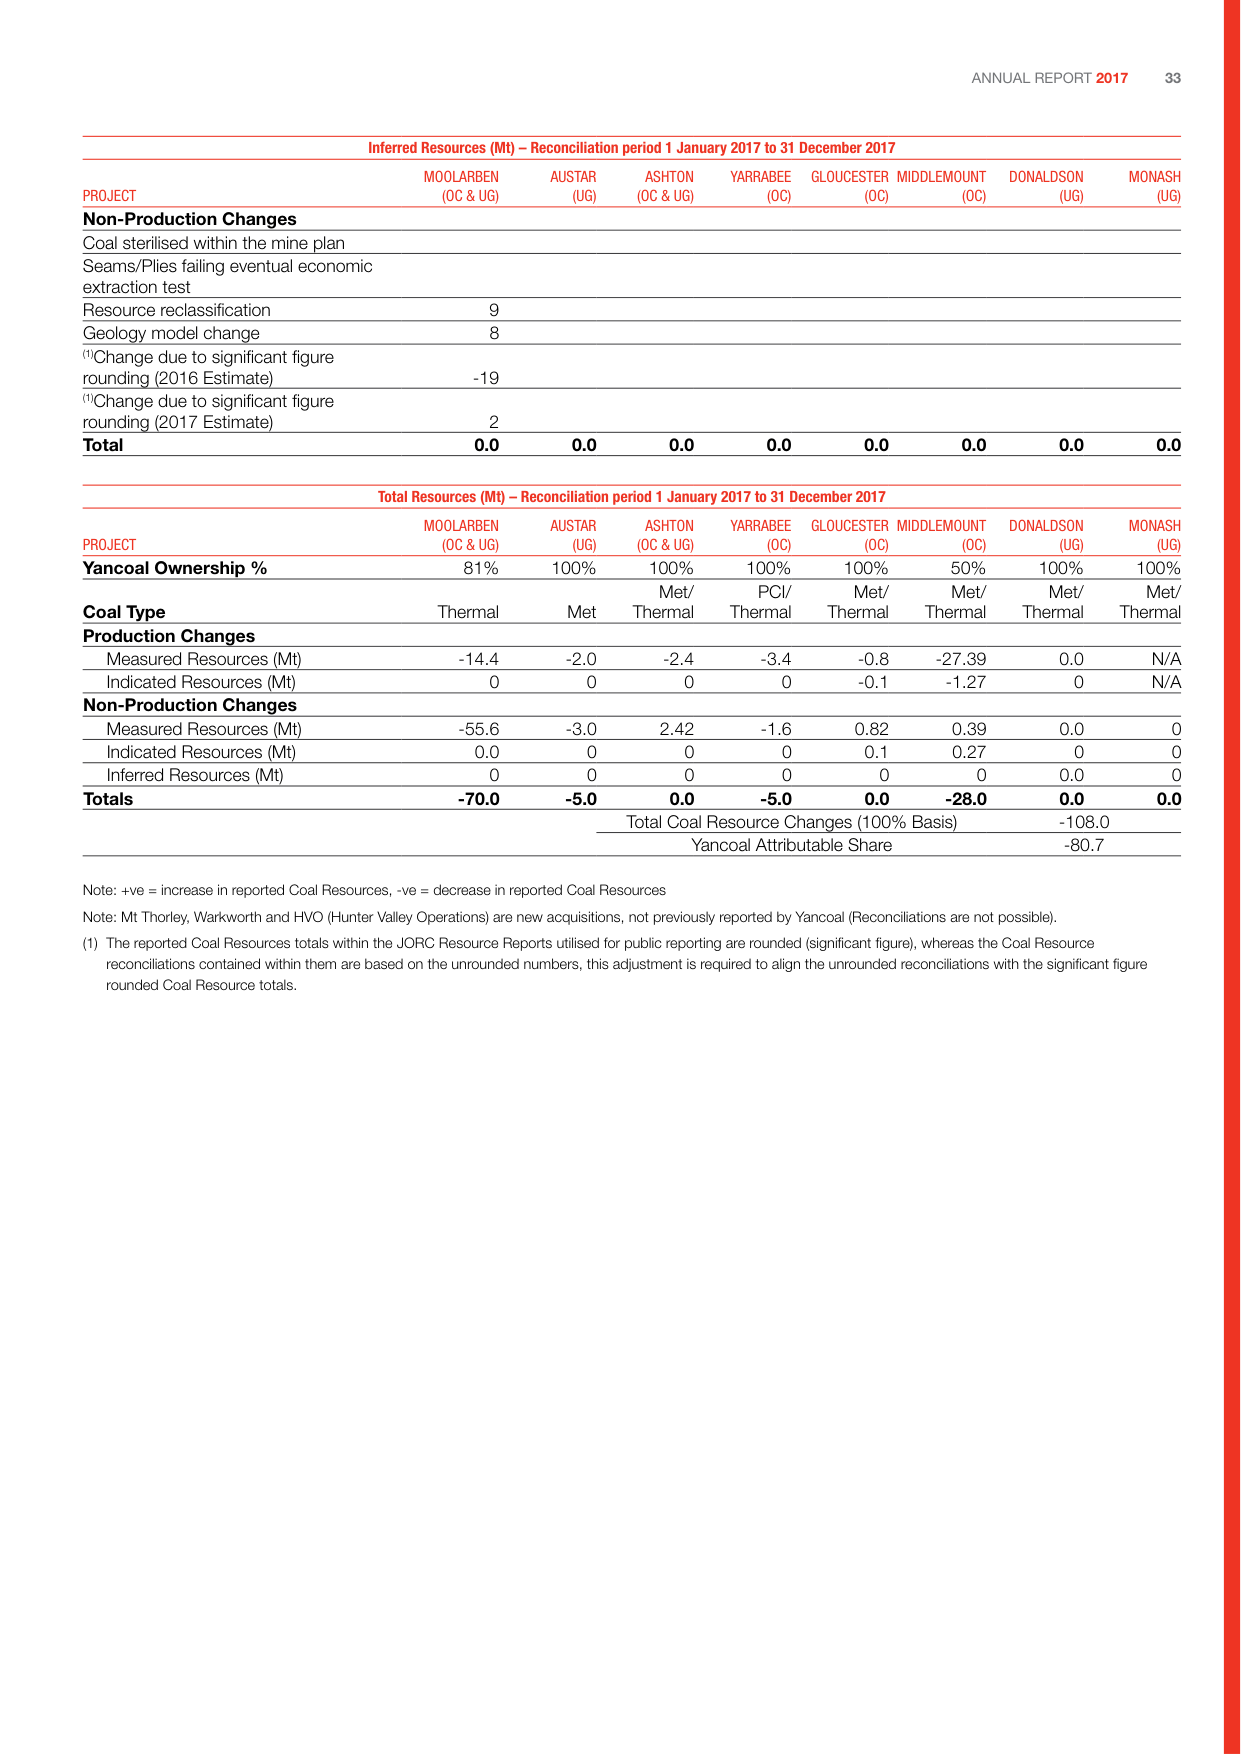 ANNUAL REPORT 2017 33
Inferred Resources (Mt) – Reconciliation period 1 January 2017 to 31 December 2017
PROJECT MOOLARBEN (OC & UG) AUSTAR (UG) ASHTON (OC & UG) YARRABEE (OC) GLOUCESTER (OC) MIDDLEMOUNT (OC) DONALDSON (UG) MONASH (UG)
Non-Production Changes
Coal sterilised within the mine plan
Seams/Plies failing eventual economic
extraction test
Resource reclassification 9
Geology model change 8
(1)Change due to significant figure
rounding (2016 Estimate) -19
(1)Change due to significant figure
rounding (2017 Estimate) 2
Total 0.0 0.0 0.0 0.0 0.0 0.0 0.0 0.0
Total Resources (Mt) – Reconciliation period 1 January 2017 to 31 December 2017
PROJECT MOOLARBEN (OC & UG) AUSTAR (UG) ASHTON (OC & UG) YARRABEE (OC) GLOUCESTER (OC) MIDDLEMOUNT (OC) DONALDSON (UG) MONASH (UG)
Yancoal Ownership % 81% 100% 100% 100% 100% 50% 100% 100%
Coal Type Thermal Met Met/ Thermal PCI/ Thermal Met/ Thermal Met/ Thermal Met/ Thermal Met/ Thermal
Production Changes
Measured Resources (Mt) -14.4 -2.0 -2.4 -3.4 -0.8 -27.39 0.0 N/A
Indicated Resources (Mt) 0 0 0 0 -0.1 -1.27 0 N/A
Non-Production Changes
Measured Resources (Mt) -55.6 -3.0 2.42 -1.6 0.82 0.39 0.0 0
Indicated Resources (Mt) 0.0 0 0 0 0.1 0.27 0 0
Inferred Resources (Mt) 0 0 0 0 0 0 0.0 0
Totals -70.0 -5.0 0.0 -5.0 0.0 -28.0 0.0 0.0
Total Coal Resource Changes (100% Basis) -108.0
Yancoal Attributable Share -80.7
Note: +ve = increase in reported Coal Resources, -ve = decrease in reported Coal Resources
Note: Mt Thorley, Warkworth and HVO (Hunter Valley Operations) are new acquisitions, not previously reported by Yancoal (Reconciliations are not possible).
(1) The reported Coal Resources totals within the JORC Resource Reports utilised for public reporting are rounded (significant figure), whereas the Coal Resource
reconciliations contained within them are based on the unrounded numbers, this adjustment is required to align the unrounded reconciliations with the significant figure
rounded Coal Resource totals.